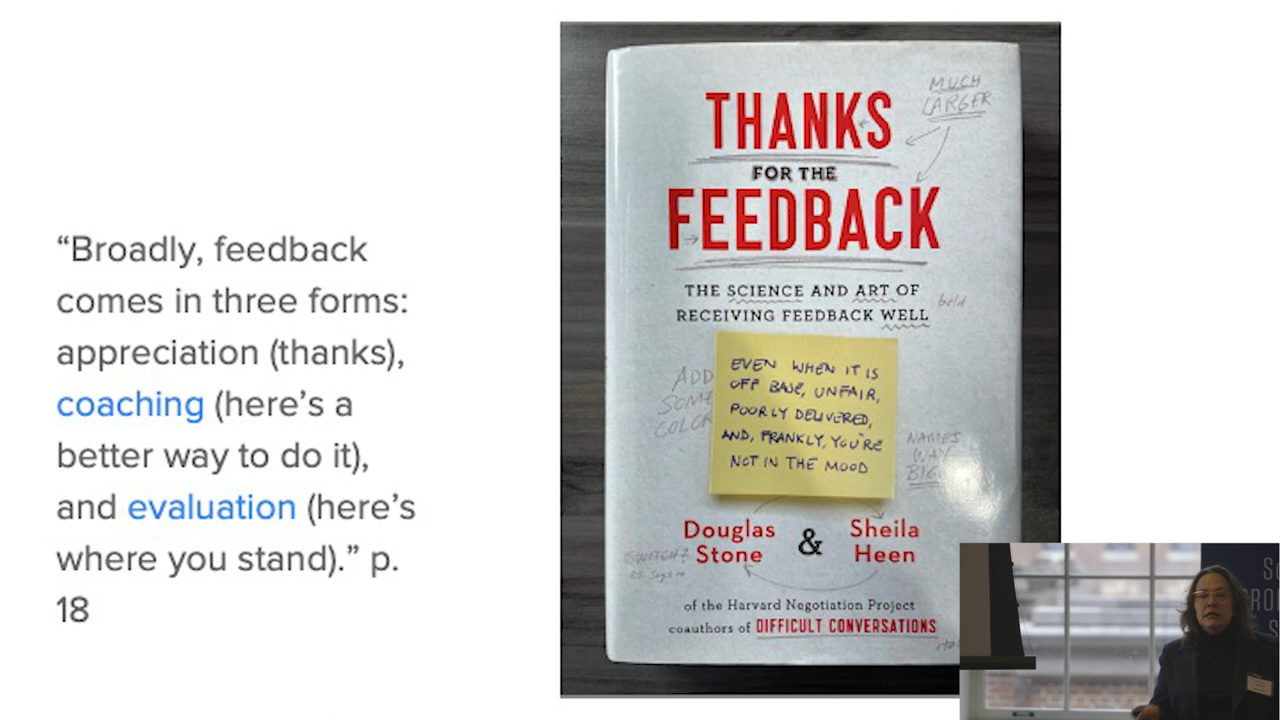 “Broadly, feedback
comes in three forms:
appreciation (thanks),
coaching (here’s a
better way to do it),
and evaluation (here’s
where you stand).” p.
18
MUCH
LARGER
THANKS
FOR THE
FEEDBACK
THE SCIENCE AND ART OF
RECEIVING FEEDBACK WELL
bold
ADD
SOME
COLOR
EVEN WHEN IT IS
OFF BASE, UNFAIR,
POORLY DELIVERED,
AND, FRANKLY, YOU'RE
NOT IN THE MOOD
NAMES
WAY
Douglas & Sheila
Stone Heen
SWITCH?
of the Harvard Negotiation Project
coauthors of DIFFICULT CONVERSATIONS